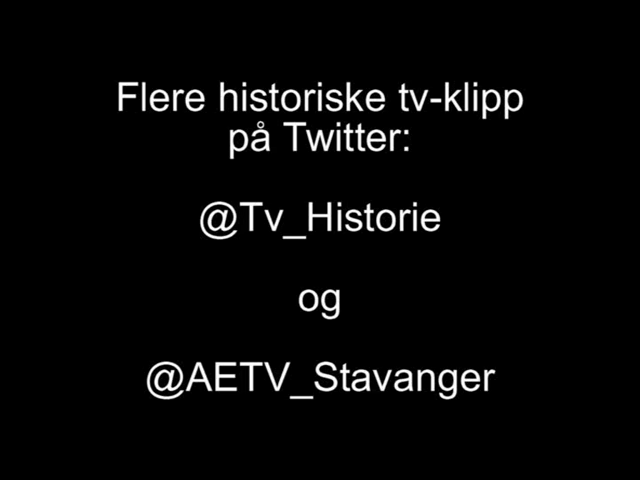 Flere historiske tv-klipp
på Twitter:
@Tv_Historie
og
@AETV_Stavanger